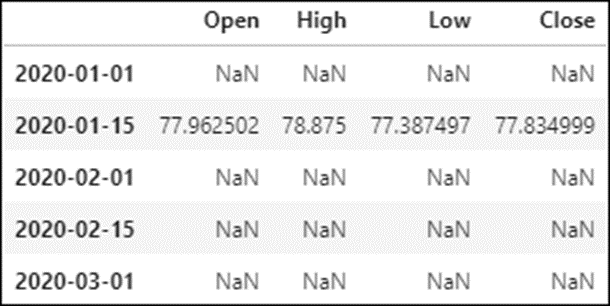 Open High Low Close
2020-01-01 NaN NaN NaN NaN
2020-01-15 77.962502 78.875 77.387497 77.834999
2020-02-01 NaN NaN NaN NaN
2020-02-15 NaN NaN NaN NaN
2020-03-01 NaN NaN NaN NaN